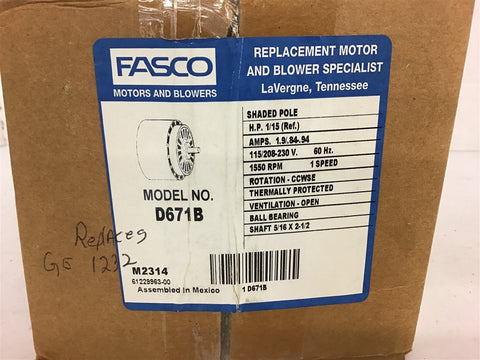 FASCO
MOTORS AND BLOWERS
REPLACEMENT MOTOR
AND BLOWER SPECIALIST
LaVergne, Tennessee
SHADED POLE
H.P. 1/15 (Ref.)
AMPS. 1.9/.84-.94
115/208-230 V. 60 Hz.
1550 RPM 1 SPEED
ROTATION - CCWSE
THERMALLY PROTECTED
VENTILATION - OPEN
BALL BEARING
SHAFT 5/16 X 2-1/2
MODEL NO.
D671B
M2314
61229963-00
Assembled in Mexico
1 D671B
Replaces
GE 1232